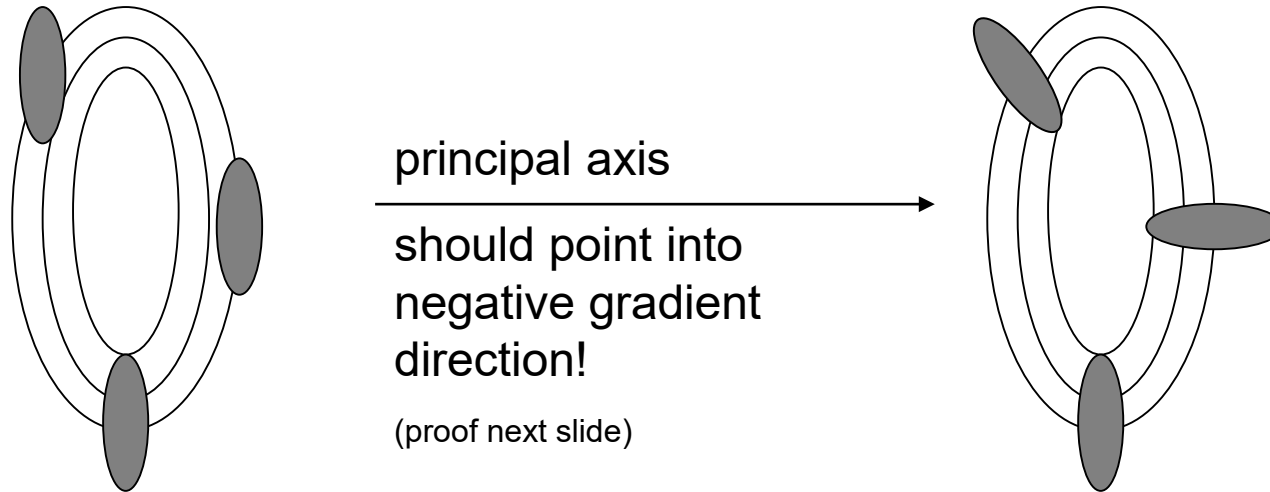 principal axis
should point into
negative gradient
direction!
(proof next slide)